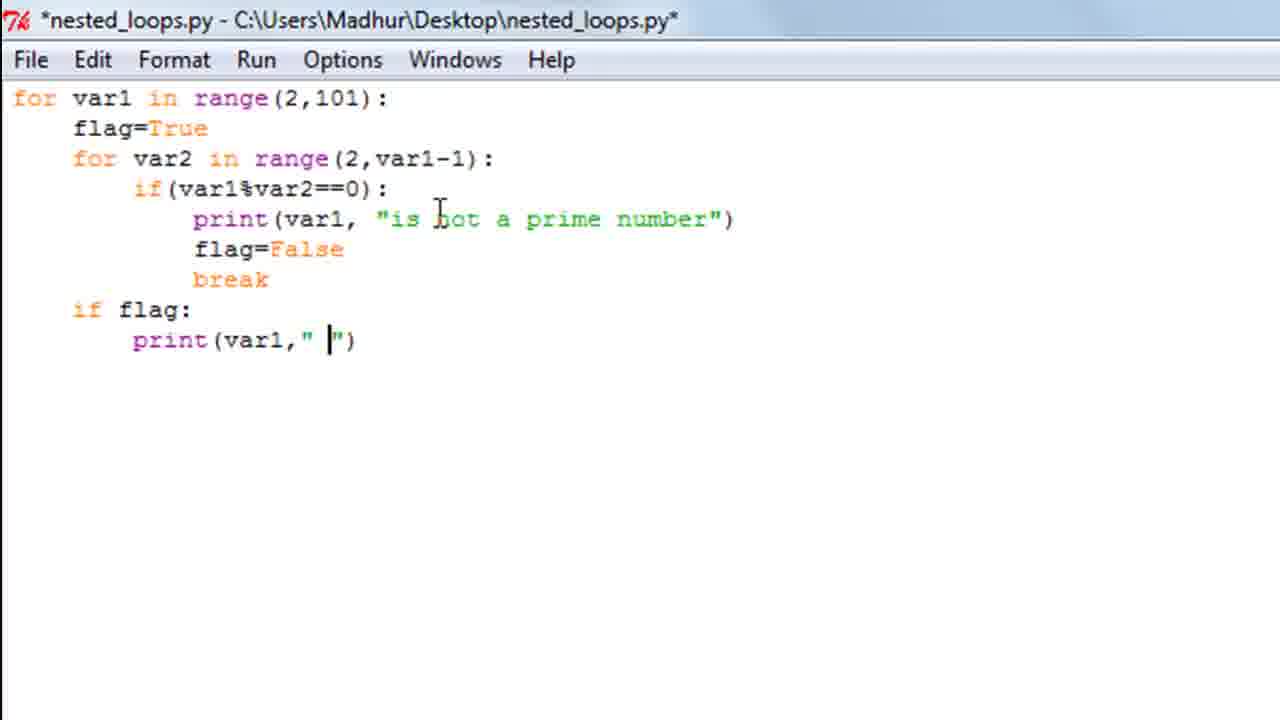 *nested_loops.py - C:\Users\Madhur\Desktop\nested_loops.py*
File Edit Format Run Options Windows Help
for var1 in range(2,101):
    flag=True
    for var2 in range(2,var1-1):
        if(var1%var2==0):
            print(var1, "is not a prime number")
            flag=False
            break
    if flag:
        print(var1," ")